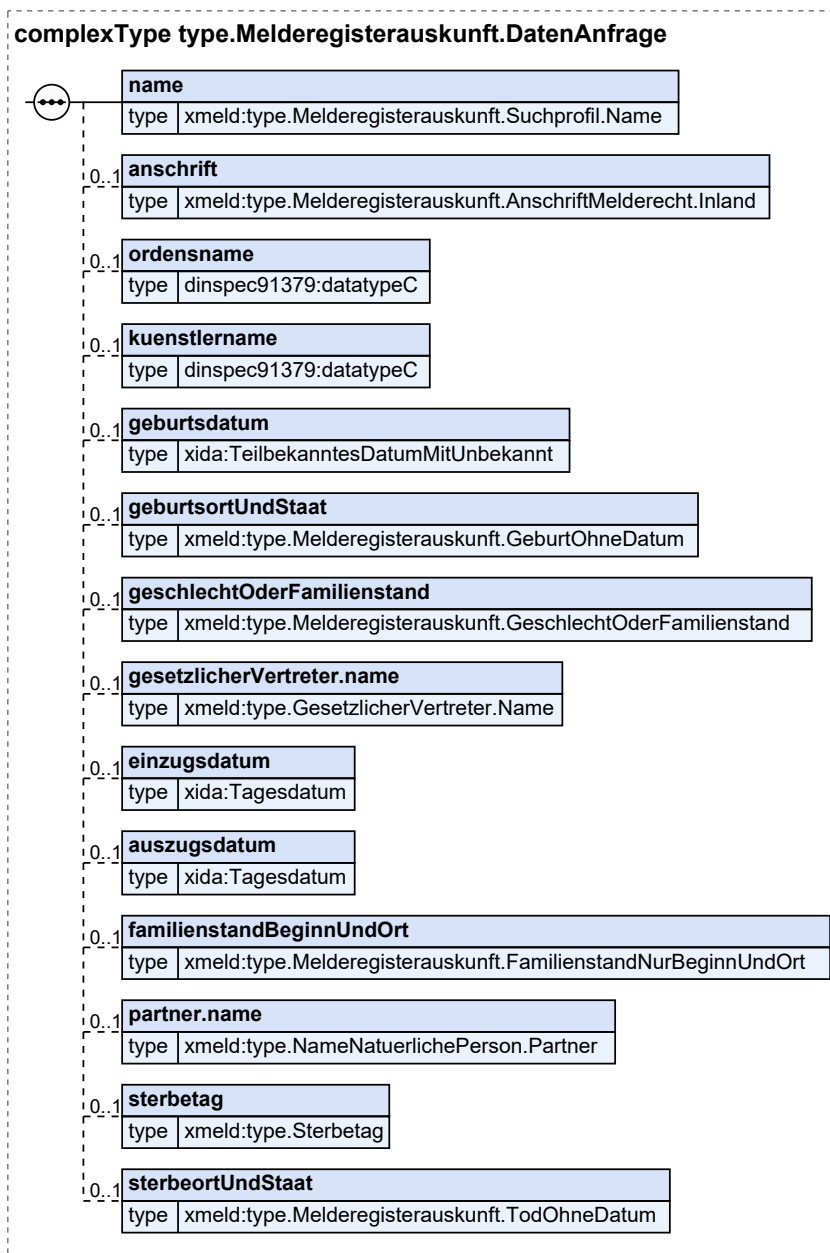 complexType type.Melderegisterauskunft.DatenAnfrage
name
type xmeld:type.Melderegisterauskunft.Suchprofil.Name
0..1 anschrift
type xmeld:type.Melderegisterauskunft.AnschriftMelderecht.Inland
0..1 ordensname
type dinspec91379:datatypeC
0..1 kuenstlername
type dinspec91379:datatypeC
0..1 geburtsdatum
type xida:TeilbekanntesDatumMitUnbekannt
0..1 geburtsortUndStaat
type xmeld:type.Melderegisterauskunft.GeburtOhneDatum
0..1 geschlechtOderFamilienstand
type xmeld:type.Melderegisterauskunft.GeschlechtOderFamilienstand
0..1 gesetzlicherVertreter.name
type xmeld:type.GesetzlicherVertreter.Name
0..1 einzugsdatum
type xida:Tagesdatum
0..1 auszugsdatum
type xida:Tagesdatum
0..1 familienstandBeginnUndOrt
type xmeld:type.Melderegisterauskunft.FamilienstandNurBeginnUndOrt
0..1 partner.name
type xmeld:type.NameNatuerlichePerson.Partner
0..1 sterbetag
type xmeld:type.Sterbetag
0..1 sterbeortUndStaat
type xmeld:type.Melderegisterauskunft.TodOhneDatum